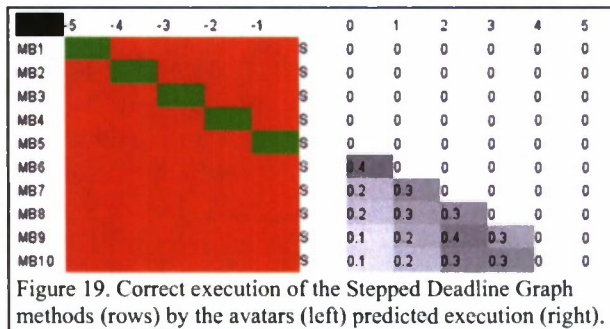 -5 -4 -3 -2 -1 0 1 2 3 4 5
MB1 S 0 0 0 0 0 0
MB2 S 0 0 0 0 0 0
MB3 S 0 0 0 0 0 0
MB4 S 0 0 0 0 0 0
MB5 S 0 0 0 0 0 0
MB6 S 0.4 0 0 0 0 0
MB7 S 0.2 0.3 0 0 0 0
MB8 S 0.2 0.3 0.3 0 0 0
MB9 S 0.1 0.2 0.4 0.3 0 0
MB10 S 0.1 0.2 0.3 0.3 0 0
Figure 19. Correct execution of the Stepped Deadline Graph
methods (rows) by the avatars (left) predicted execution (right).